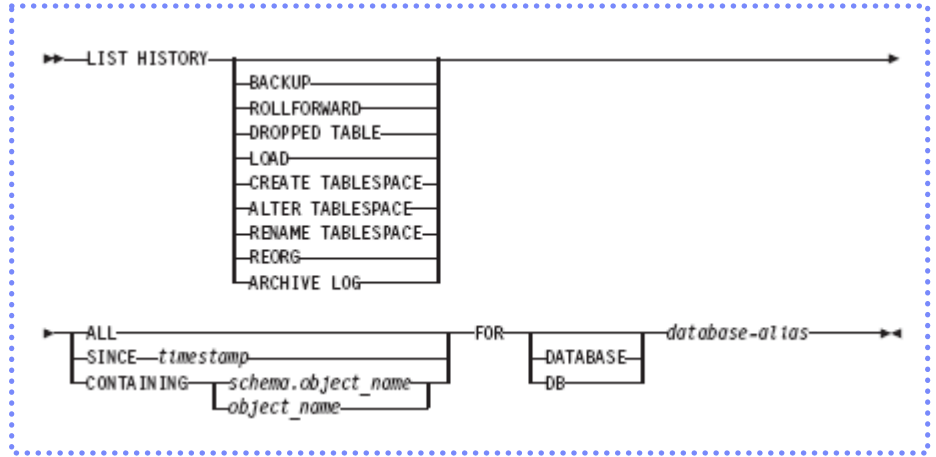 LIST HISTORY
BACKUP
ROLLFORWARD
DROPPED TABLE
LOAD
CREATE TABLESPACE
ALTER TABLESPACE
RENAME TABLESPACE
REORG
ARCHIVE LOG
ALL FOR database-alias
SINCE timestamp DATABASE
CONTAINING schema.object_name DB
object_name